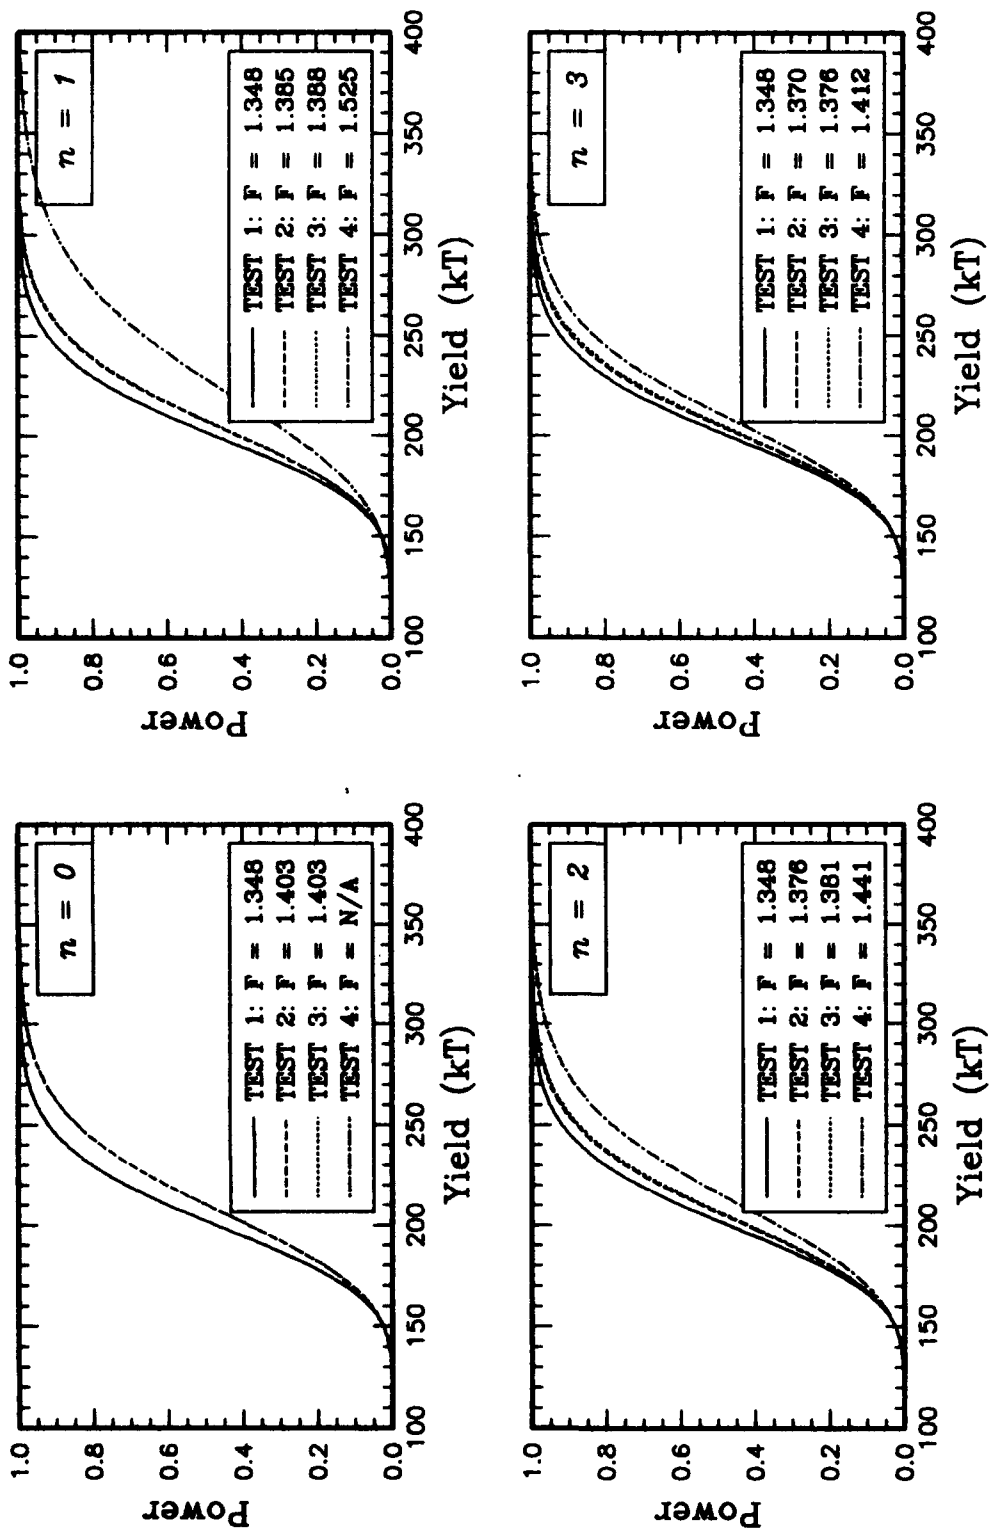 n = 0
TEST 1: F = 1.348
TEST 2: F = 1.403
TEST 3: F = 1.403
TEST 4: F = N/A
Power
1.0
0.8
0.6
0.4
0.2
0.0
100
150
200
250
300
350
400
Yield (kT)
n = 1
TEST 1: F = 1.348
TEST 2: F = 1.385
TEST 3: F = 1.388
TEST 4: F = 1.525
Power
1.0
0.8
0.6
0.4
0.2
0.0
100
150
200
250
300
350
400
Yield (kT)
n = 2
TEST 1: F = 1.348
TEST 2: F = 1.376
TEST 3: F = 1.381
TEST 4: F = 1.441
Power
1.0
0.8
0.6
0.4
0.2
0.0
100
150
200
250
300
350
400
Yield (kT)
n = 3
TEST 1: F = 1.348
TEST 2: F = 1.370
TEST 3: F = 1.376
TEST 4: F = 1.412
Power
1.0
0.8
0.6
0.4
0.2
0.0
100
150
200
250
300
350
400
Yield (kT)